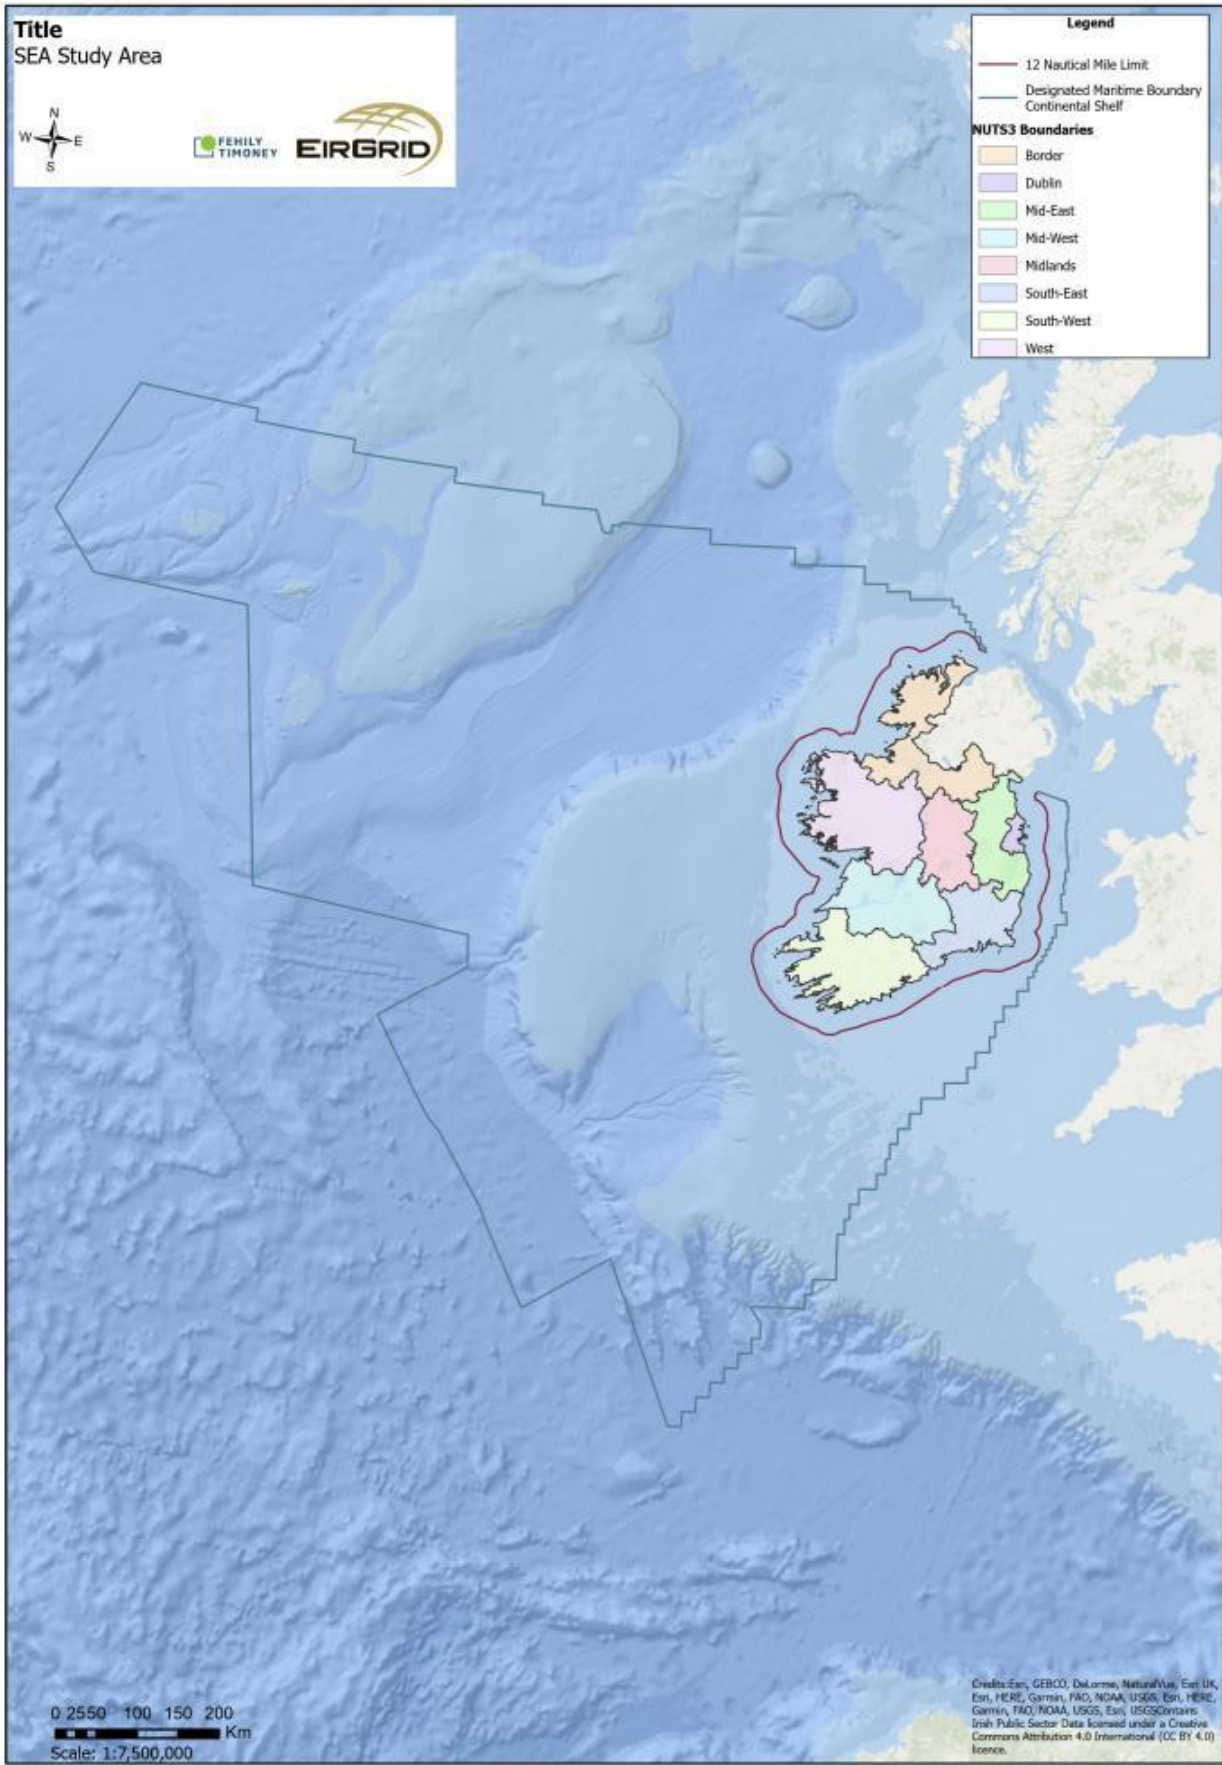 Title
SEA Study Area
N
W E
S
FEHILY
TIMONEY
EIRGRID
Legend
12 Nautical Mile Limit
Designated Maritime Boundary
Continental Shelf
NUTS3 Boundaries
Border
Dublin
Mid-East
Mid-West
Midlands
South-East
South-West
West
0 2550 100 150 200
Km
Scale: 1:7,500,000
Credits:Esri, GEBCO, DeLorme, NaturalVue, Esri UK,
Esri, HERE, Garmin, FAO, NOAA, USGS, Esri, HERE,
Garmin, FAO, NOAA, USGS, Esri, USGSContains
Irish Public Sector Data licensed under a Creative
Commons Attribution 4.0 International (CC BY 4.0)
licence.